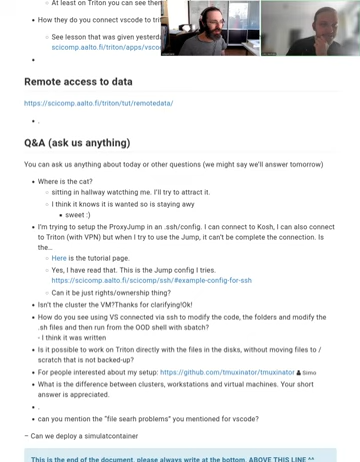 At least on Triton you can see then
How they do you connect vscode to trit
See lesson that was given yesterda
scicomp.aalto.fi/triton/apps/vsco
Remote access to data
https://scicomp.aalto.fi/triton/tut/remotedata/
.
Q&A (ask us anything)
You can ask us anything about today or other questions (we might say we'll answer tomorrow)
Where is the cat?
sitting in hallway watcthing me. I'll try to attract it.
I think it knows it is wanted so is staying awy
sweet :)
I'm trying to setup the ProxyJump in an .ssh/config. I can connect to Kosh, I can also connect
to Triton (with VPN) but when I try to use the Jump, it can't be complete the connection. Is
the...
Here is the tutorial page.
Yes, I have read that. This is the Jump config I tries.
https://scicomp.aalto.fi/scicomp/ssh/#example-config-for-ssh
Can it be just rights/ownership thing?
Isn't the cluster the VM?Thanks for clarifying!Ok!
How do you see using VS connected via ssh to modify the code, the folders and modify the
.sh files and then run from the OOD shell with sbatch?
- I think it was written
Is it possible to work on Triton directly with the files in the disks, without moving files to /
scratch that is not backed-up?
For people interested about my setup: https://github.com/tmuxinator/tmuxinator Simo
What is the difference between clusters, workstations and virtual machines. Your short
answer is appreciated.
.
can you mention the "file searh problems" you mentioned for vscode?
– Can we deploy a simulatcontainer
This is the end of the document, please always write at the bottom, ABOVE THIS LINE ^^